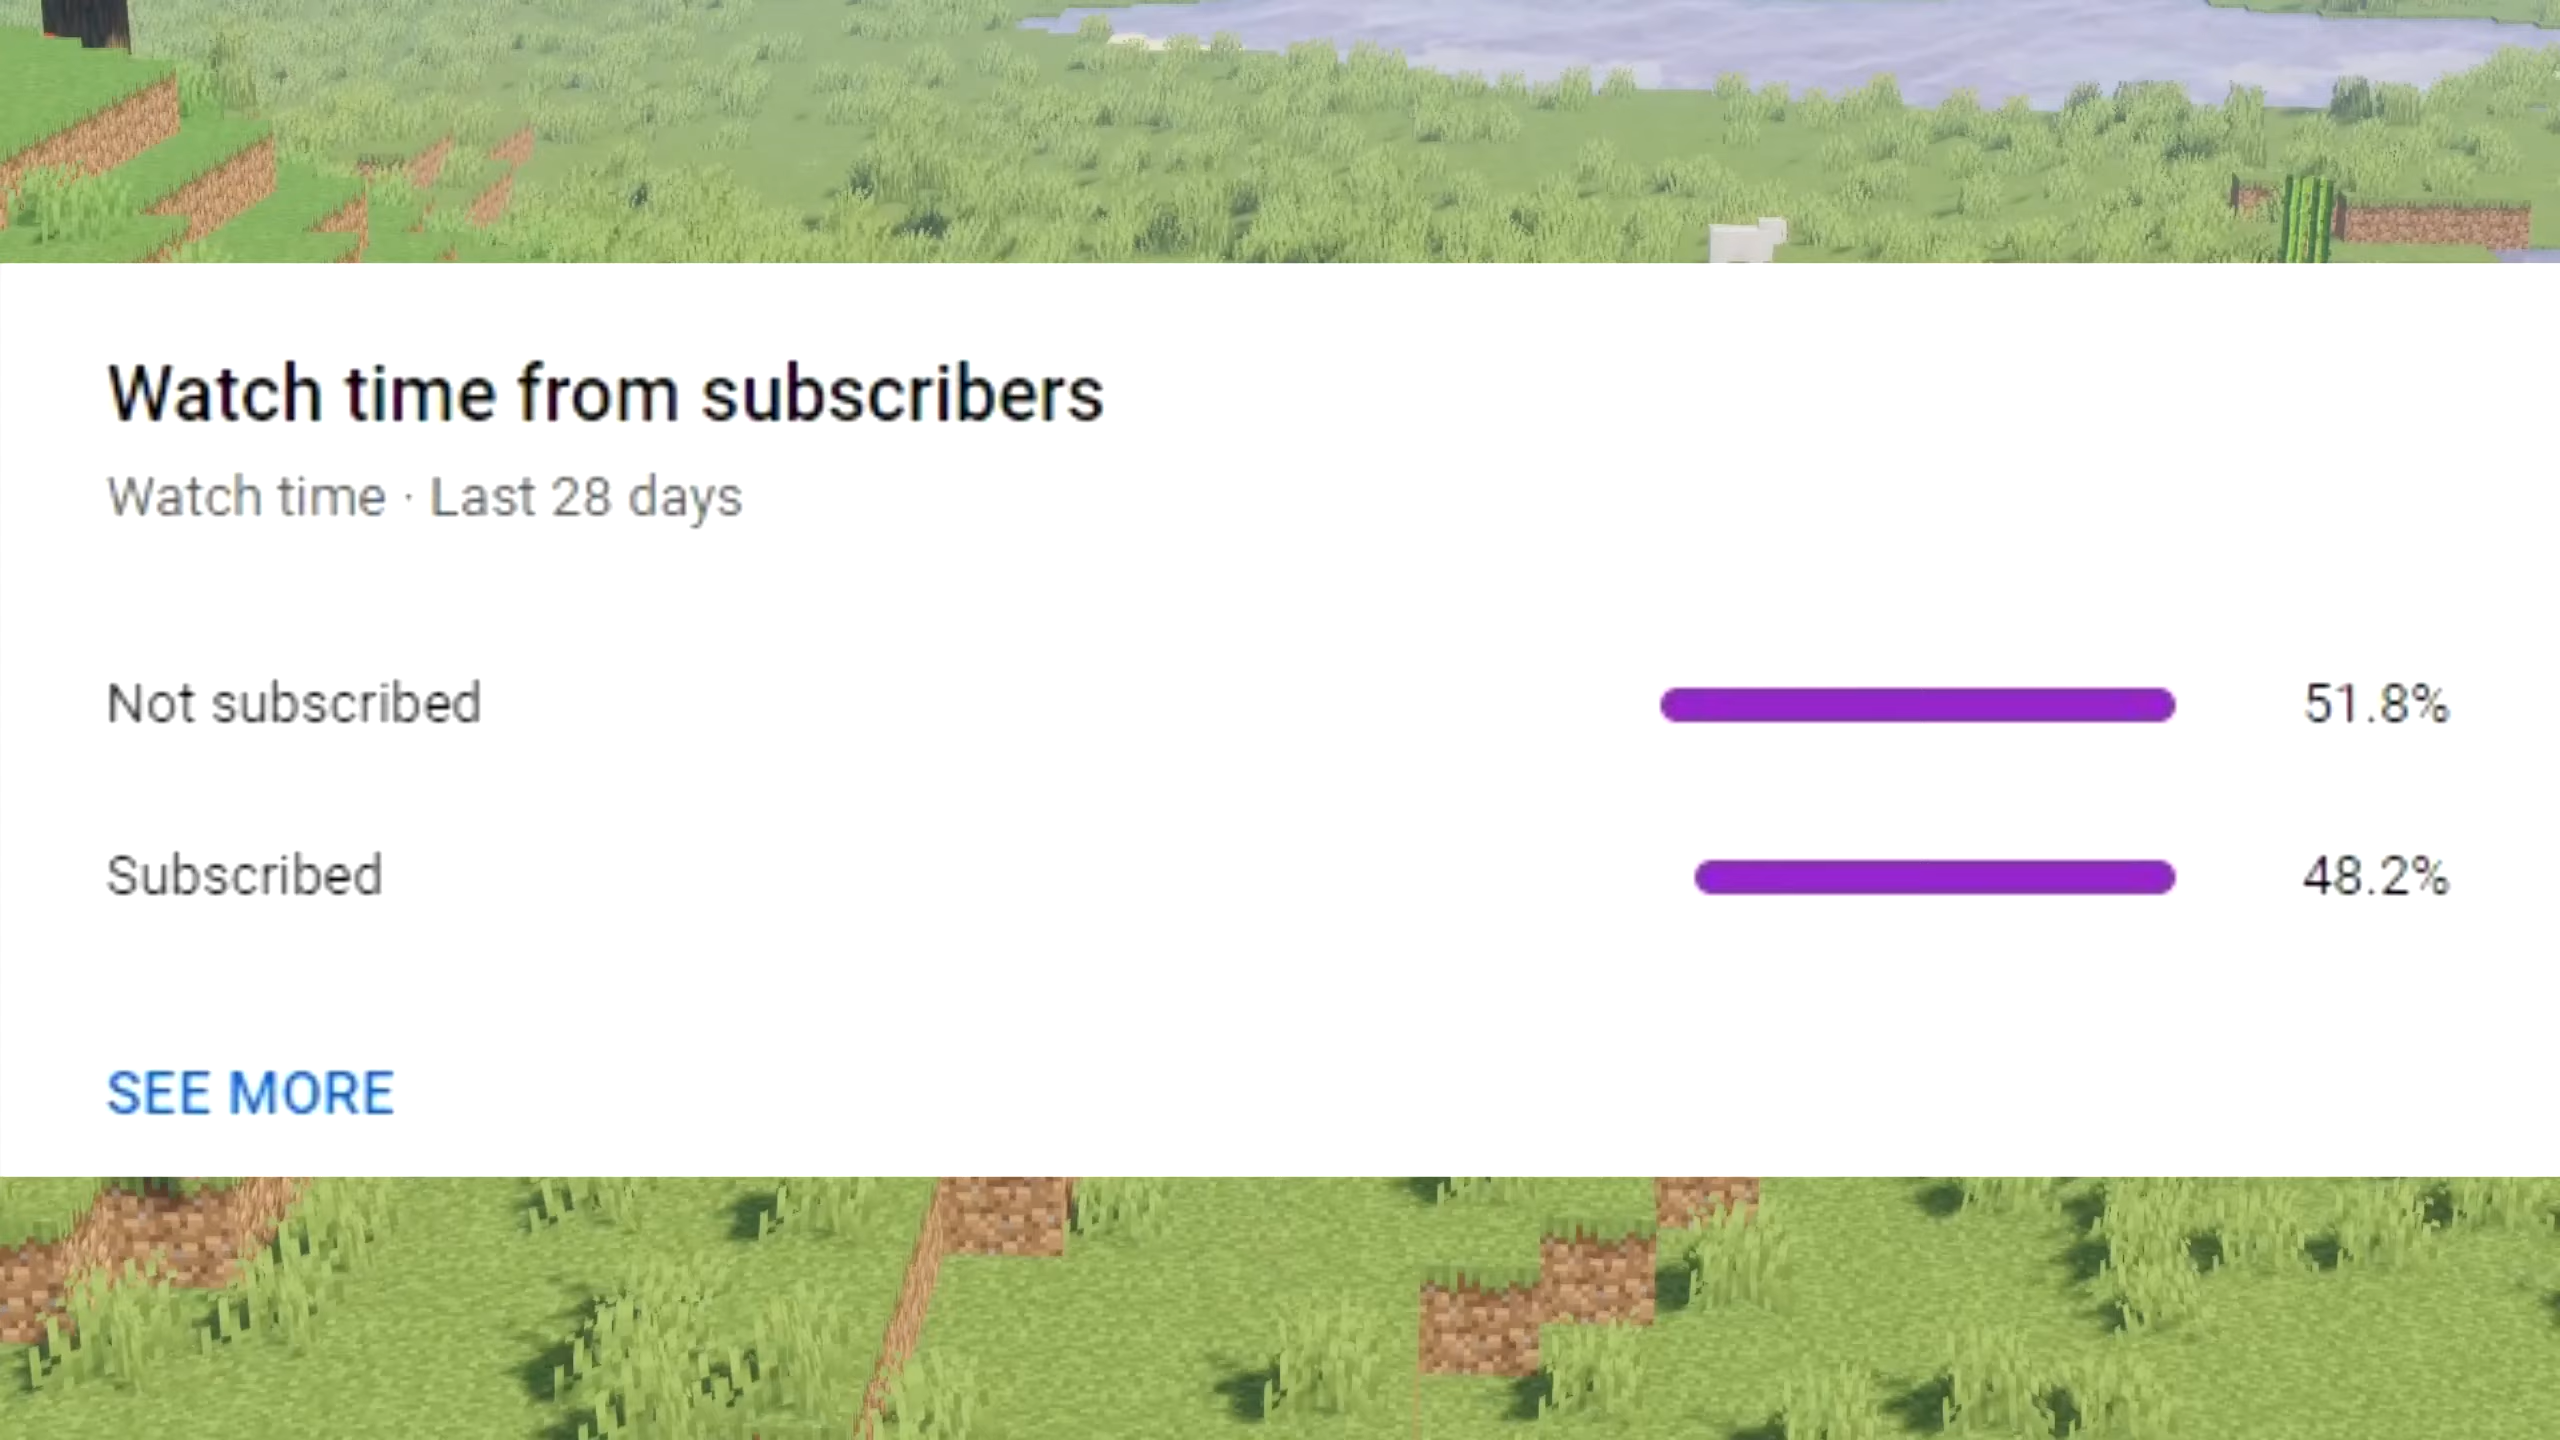 Watch time from subscribers
Watch time · Last 28 days
Not subscribed 51.8%
Subscribed 48.2%
SEE MORE